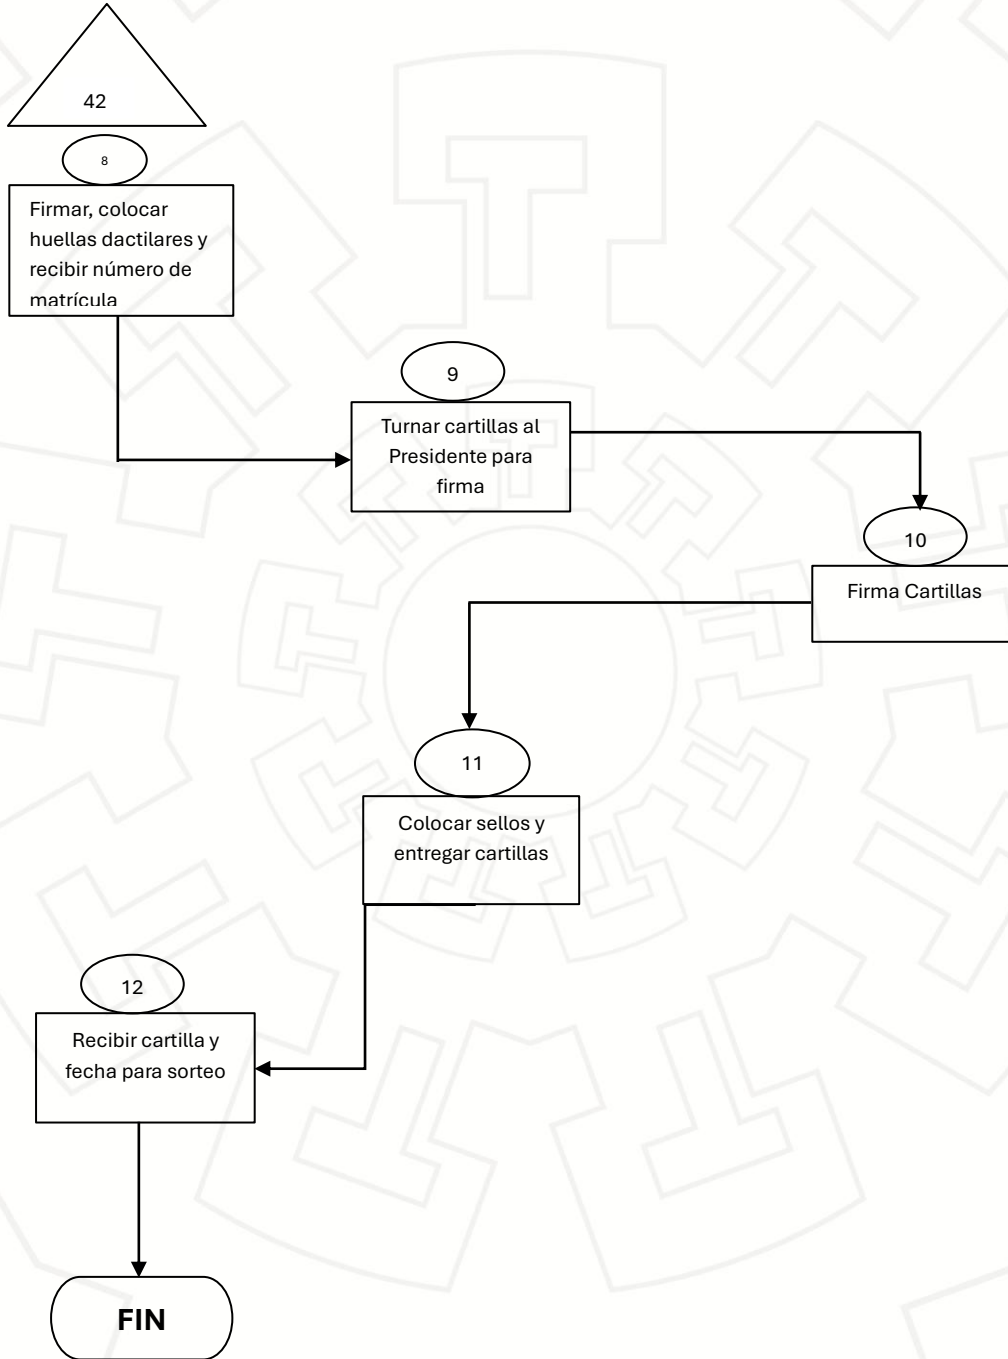 42
8
Firmar, colocar
huellas dactilares y
recibir número de
matrícula
9
Turnar cartillas al
Presidente para
firma
10
Firma Cartillas
11
Colocar sellos y
entregar cartillas
12
Recibir cartilla y
fecha para sorteo
FIN